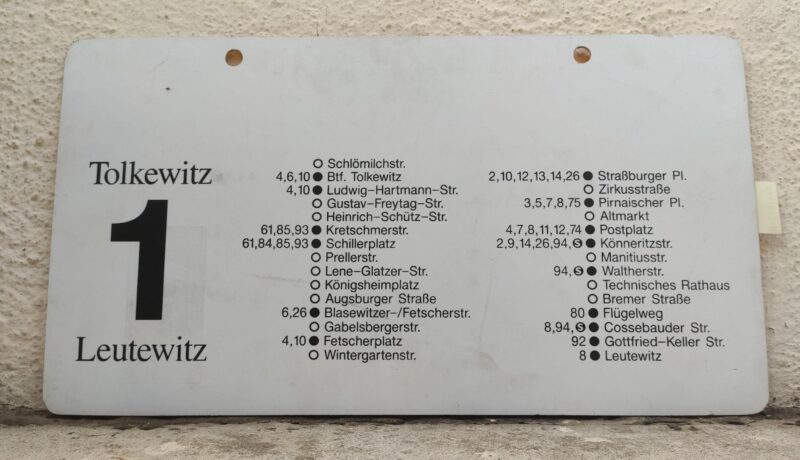 Tolkewitz
1
Leutewitz
Schlömilchstr.
4,6,10 Btf. Tolkewitz
4,10 Ludwig-Hartmann-Str.
Gustav-Freytag-Str.
Heinrich-Schütz-Str.
61,85,93 Kretschmerstr.
61,84,85,93 Schillerplatz
Prellerstr.
Lene-Glatzer-Str.
Königsheimplatz
Augsburger Straße
6,26 Blasewitzer-/Fetscherstr.
Gabelsbergerstr.
4,10 Fetscherplatz
Wintergartenstr.
2,10,12,13,14,26 Straßburger Pl.
Zirkusstraße
3,5,7,8,75 Pirnaischer Pl.
Altmarkt
4,7,8,11,12,74 Postplatz
2,9,14,26,94,S Könneritzstr.
Manitiusstr.
94,S Waltherstr.
Technisches Rathaus
Bremer Straße
80 Flügelweg
8,94,S Cossebauder Str.
92 Gottfried-Keller Str.
8 Leutewitz